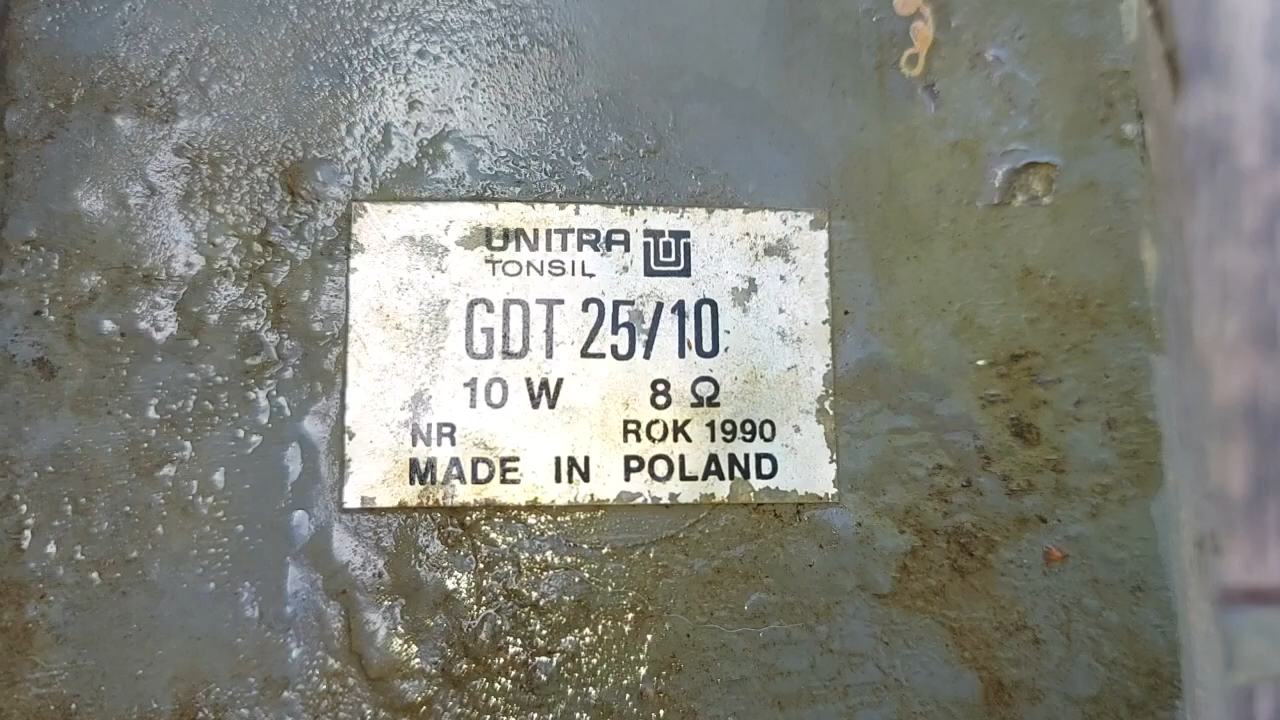 UNITRA
TONSIL
GDT 25/10
10 W 8 Ω
NR ROK 1990
MADE IN POLAND